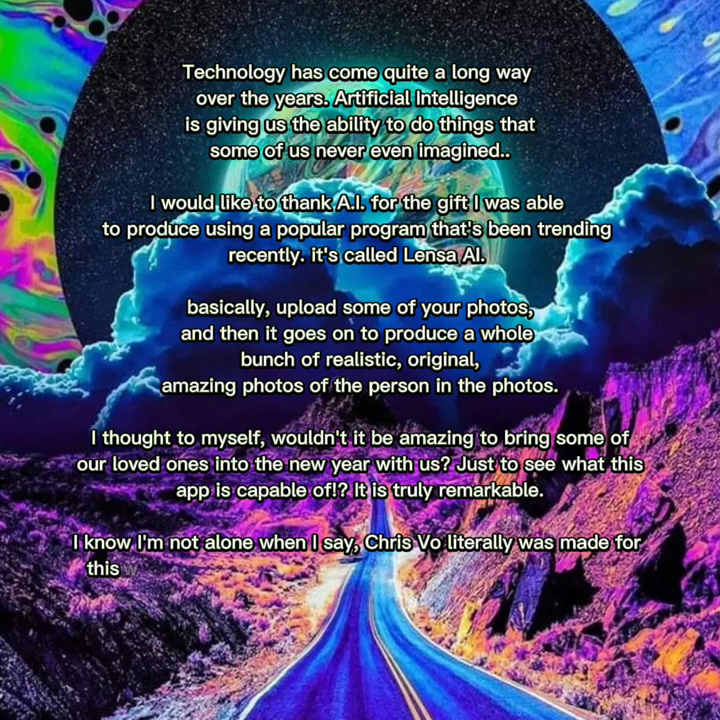 Technology has come quite a long way
over the years. Artificial Intelligence
is giving us the ability to do things that
some of us never even imagined..
I would like to thank A.I. for the gift I was able
to produce using a popular program that's been trending
recently. it's called Lensa AI.
basically, upload some of your photos,
and then it goes on to produce a whole
bunch of realistic, original,
amazing photos of the person in the photos.
I thought to myself, wouldn't it be amazing to bring some of
our loved ones into the new year with us? Just to see what this
app is capable of!? It is truly remarkable.
I know I'm not alone when I say, Chris Vo literally was made for
this